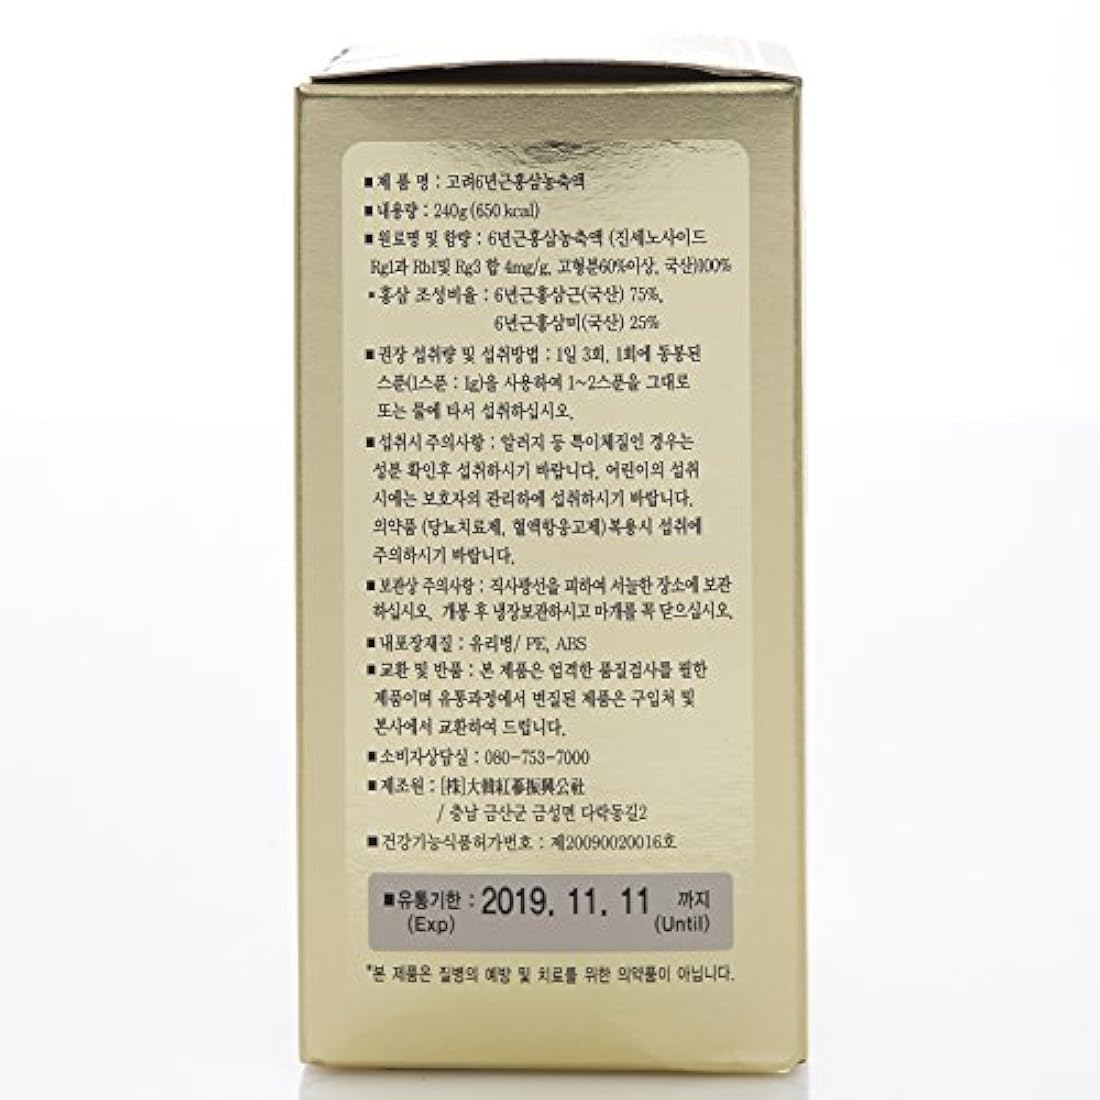 ■ 제 품 명 : 고려6년근홍삼농축액
■ 내용량 : 240g (650 kcal)
■ 원료명 및 함량 : 6년근홍삼농축액 (진세노사이드
Rg1과 Rb1및 Rg3 합 4mg/g, 고형분60%이상, 국산)100%
▪ 홍삼 조성비율 : 6년근홍삼근(국산) 75%,
6년근홍삼미(국산) 25%
■ 권장 섭취량 및 섭취방법 : 1일 3회, 1회에 동봉된
스푼(1스푼 : 1g)을 사용하여 1~2스푼을 그대로
또는 물에 타서 섭취하십시오.
■ 섭취시 주의사항 : 알러지 등 특이체질인 경우는
성분 확인후 섭취하시기 바랍니다. 어린이의 섭취
시에는 보호자의 관리하에 섭취하시기 바랍니다.
의약품 (당뇨치료제, 혈액항응고제)복용시 섭취에
주의하시기 바랍니다.
■ 보관상 주의사항 : 직사광선을 피하여 서늘한 장소에 보관
하십시오. 개봉 후 냉장보관하시고 마개를 꼭 닫으십시오.
■ 내포장재질 : 유리병/ PE, ABS
■ 교환 및 반품 : 본 제품은 엄격한 품질검사를 필한
제품이며 유통과정에서 변질된 제품은 구입처 및
본사에서 교환하여 드립니다.
■ 소비자상담실 : 080-753-7000
■ 제조원 : [株]大韓紅蔘振興公社
/ 충남 금산군 금성면 다락동길2
■ 건강기능식품허가번호 : 제20090020016호
■ 유통기한 : 2019. 11. 11 까지
(Exp) (Until)
*본 제품은 질병의 예방 및 치료를 위한 의약품이 아닙니다.